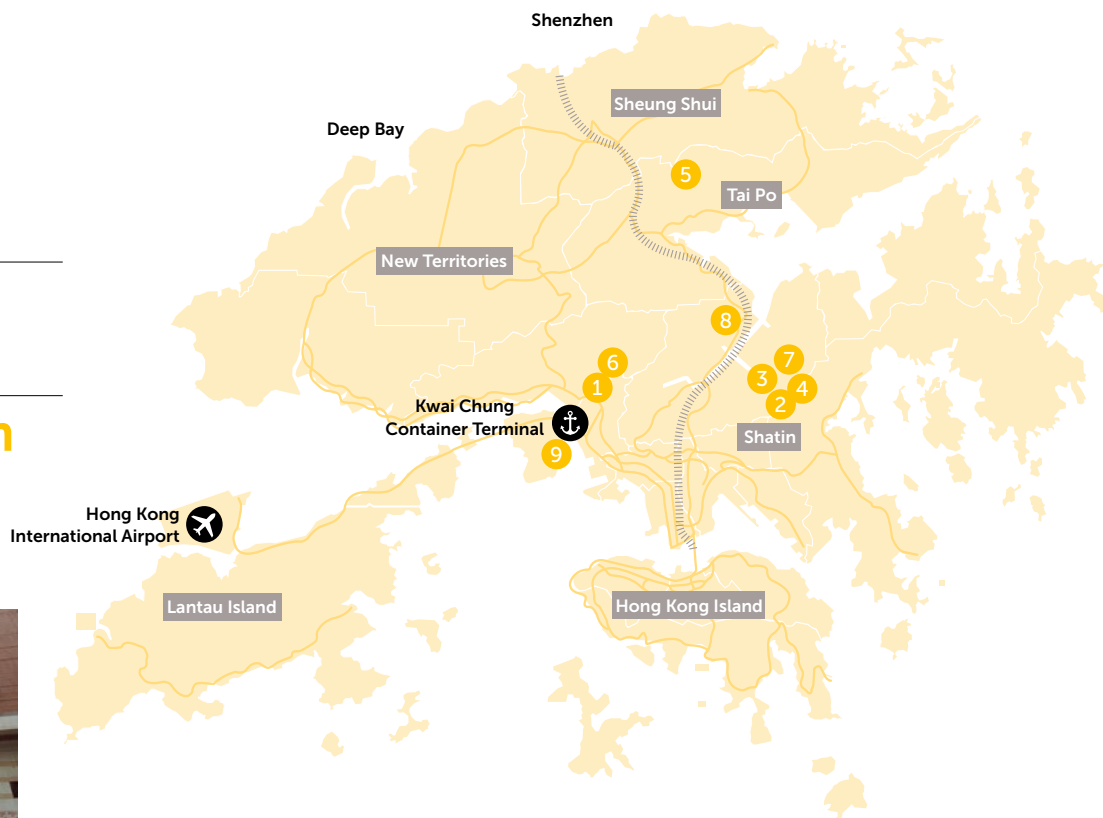 Shenzhen
Sheung Shui
Deep Bay
5
Tai Po
New Territories
8
7
6
3
4
1
2
Kwai Chung
Container Terminal
Shatin
9
Hong Kong
International Airport
Lantau Island
Hong Kong Island